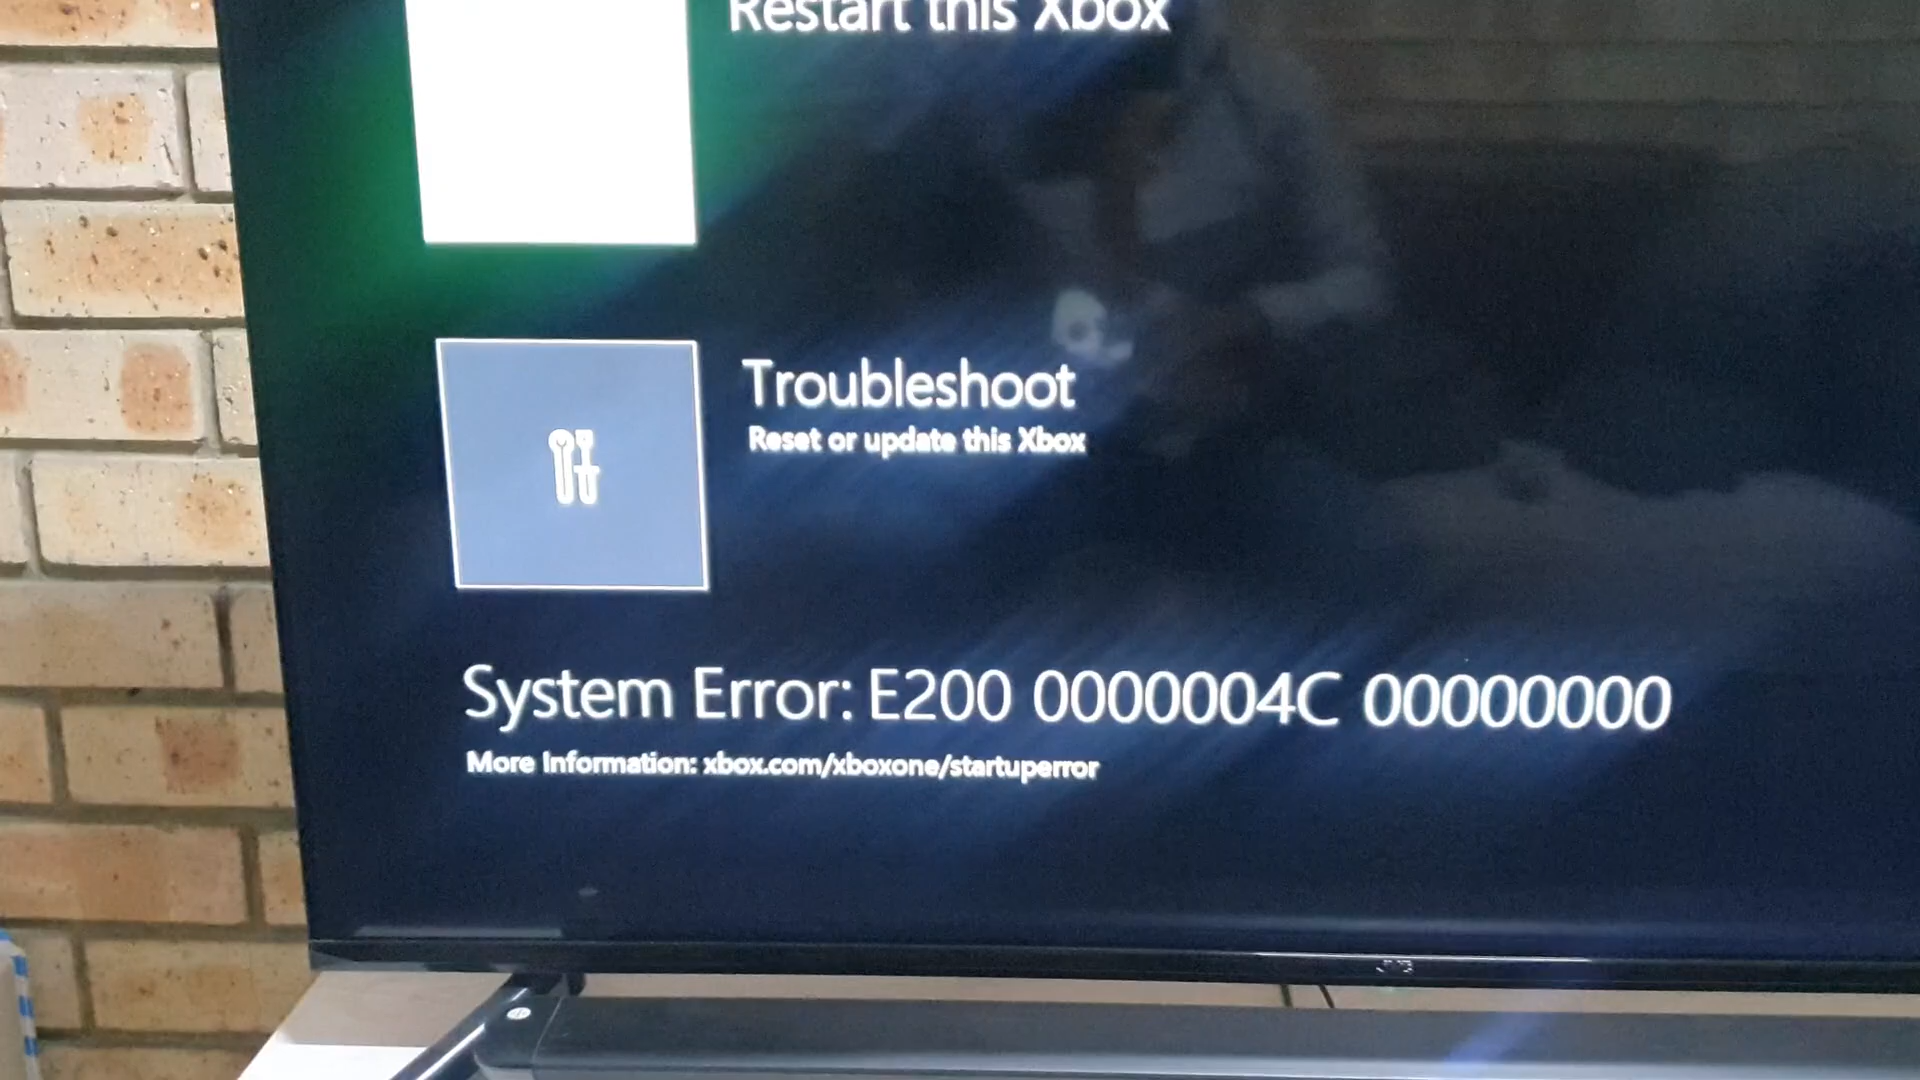 Restart this Xbox
Troubleshoot
Reset or update this Xbox
System Error: E200 0000004C 00000000
More Information: xbox.com/xboxone/startuperror